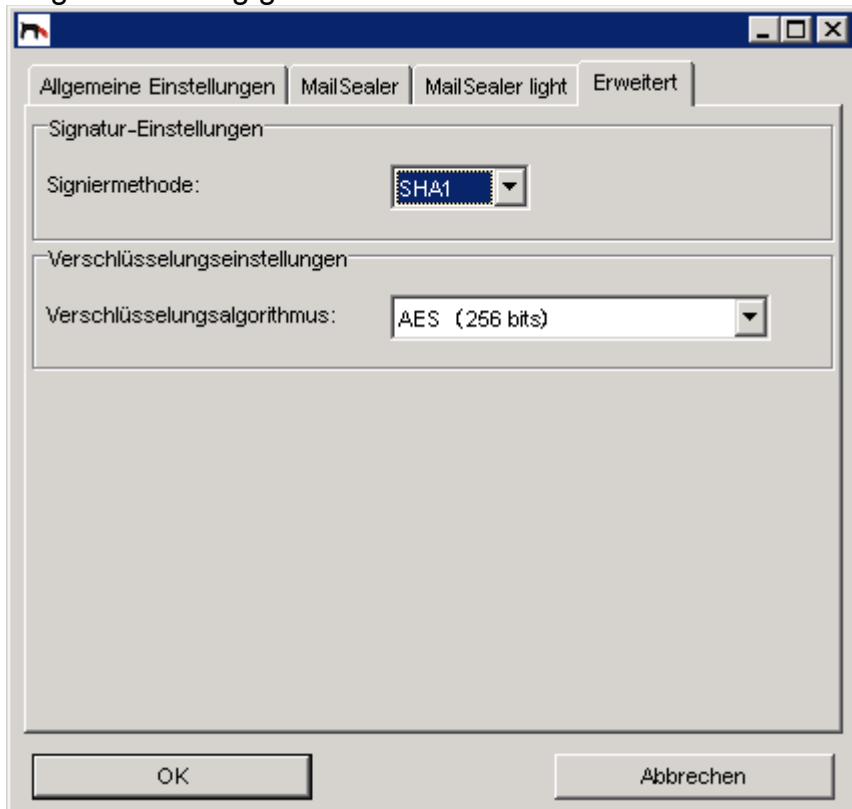 Allgemeine Einstellungen MailSealer MailSealer light Erweitert
Signatur-Einstellungen
Signiermethode: SHA1
Verschlüsselungseinstellungen
Verschlüsselungsalgorithmus: AES (256 bits)
OK Abbrechen